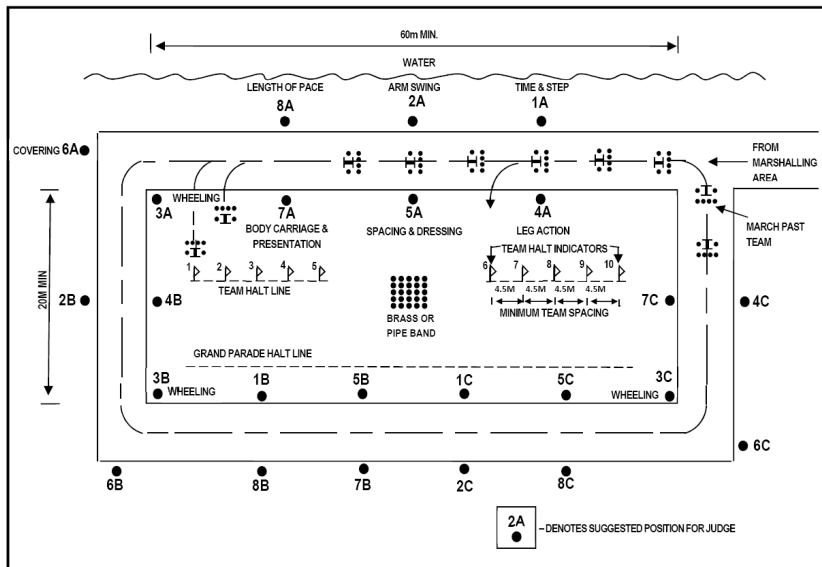 60m MIN.
WATER
LENGTH OF PACE
ARM SWING
TIME & STEP
8A
2A
1A
COVERING 6A
FROM
MARSHALLING
AREA
WHEELING
3A
7A
5A
4A
BODY CARRIAGE &
PRESENTATION
SPACING & DRESSING
LEG ACTION
MARCH PAST
TEAM
TEAM HALT INDICATORS
1 2 3 4 5
6 7 8 9 10
TEAM HALT LINE
4.5M 4.5M 4.5M 4.5M
MINIMUM TEAM SPACING
20M MIN
2B
4B
BRASS OR
PIPE BAND
7C
4C
GRAND PARADE HALT LINE
3B
1B
5B
1C
5C
3C
WHEELING
WHEELING
6C
6B
8B
7B
2C
8C
2A
– DENOTES SUGGESTED POSITION FOR JUDGE